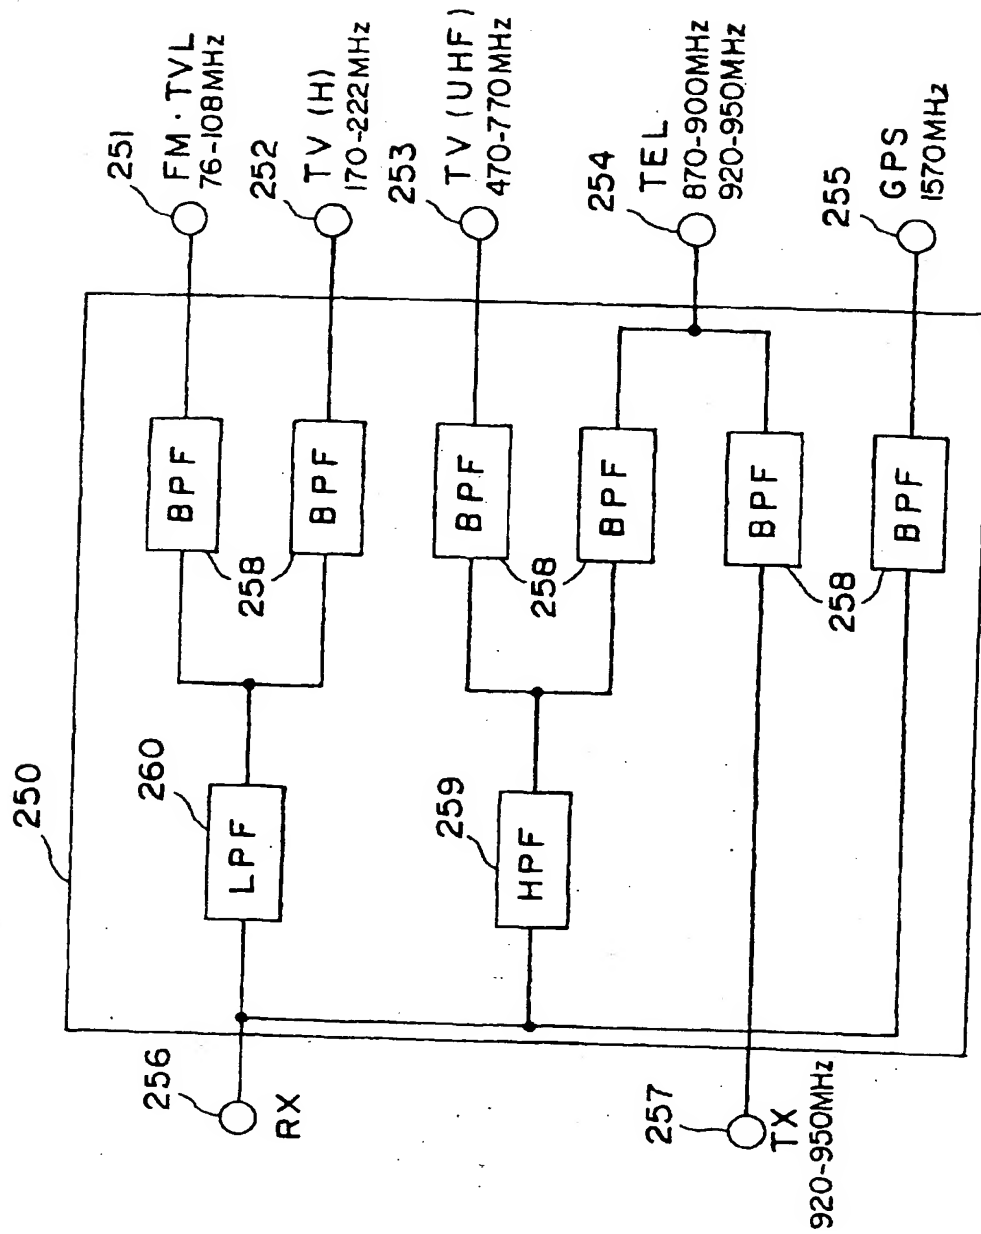 250
256
RX
260
LPF
BPF
258
BPF
251
FM · TVL
76-108MHz
252
TV (H)
170-222MHz
259
HPF
BPF
258
BPF
253
TV (UHF)
470-770MHz
254
TEL
870-900MHz
920-950MHz
257
TX
920-950MHz
BPF
258
BPF
255
GPS
1570MHz